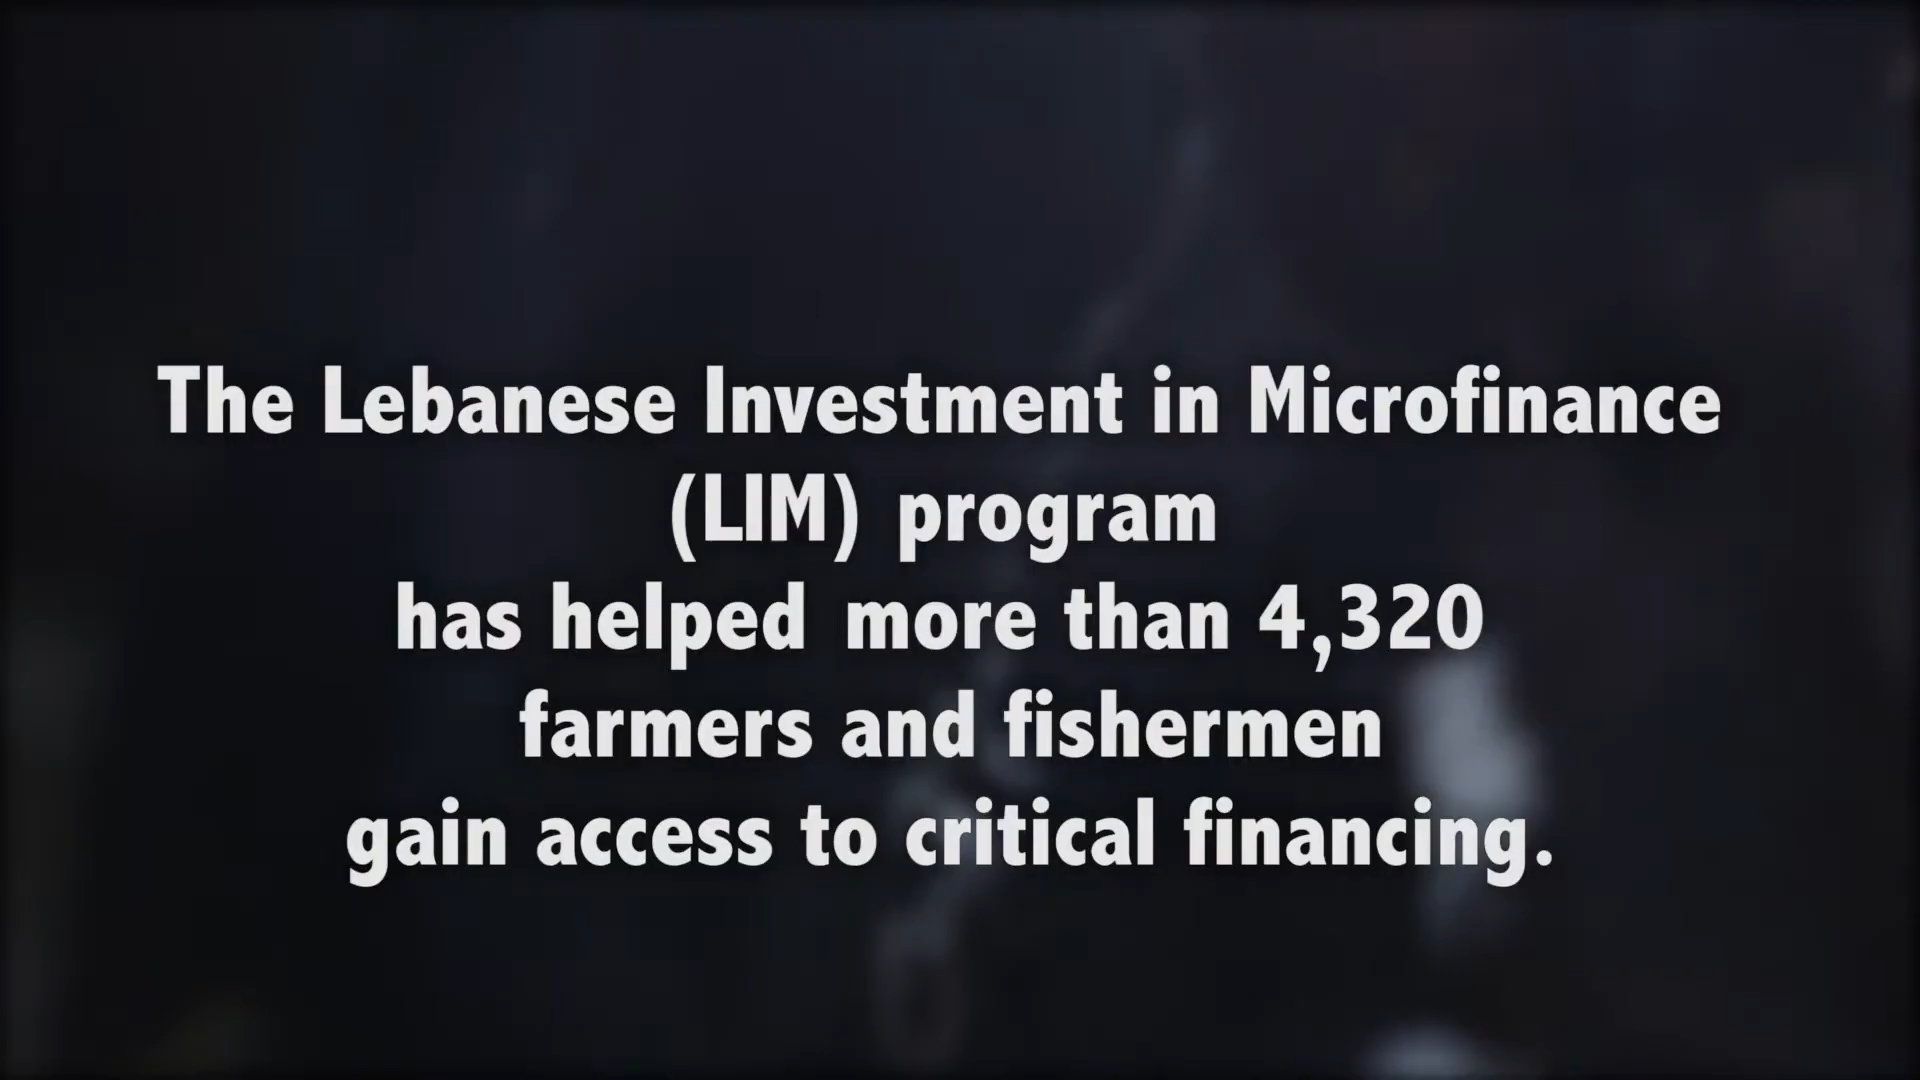 The Lebanese Investment in Microfinance
(LIM) program
has helped more than 4,320
farmers and fishermen
gain access to critical financing.